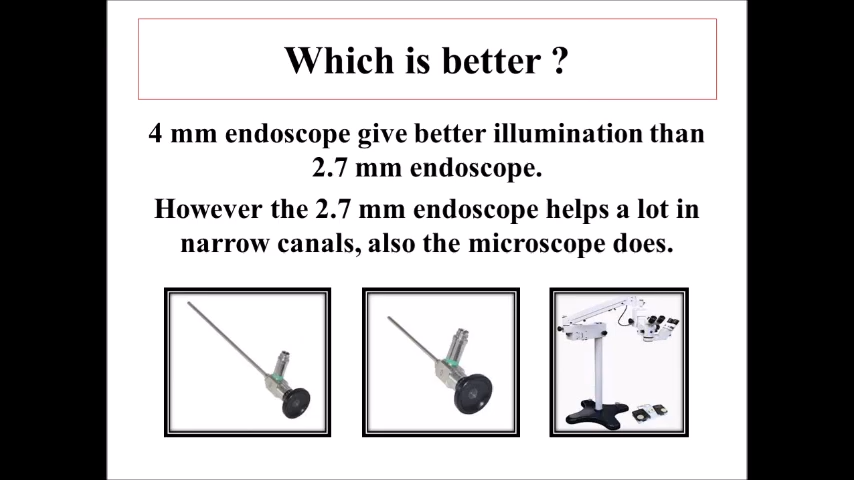 Which is better ?
4 mm endoscope give better illumination than
2.7 mm endoscope.
However the 2.7 mm endoscope helps a lot in
narrow canals, also the microscope does.